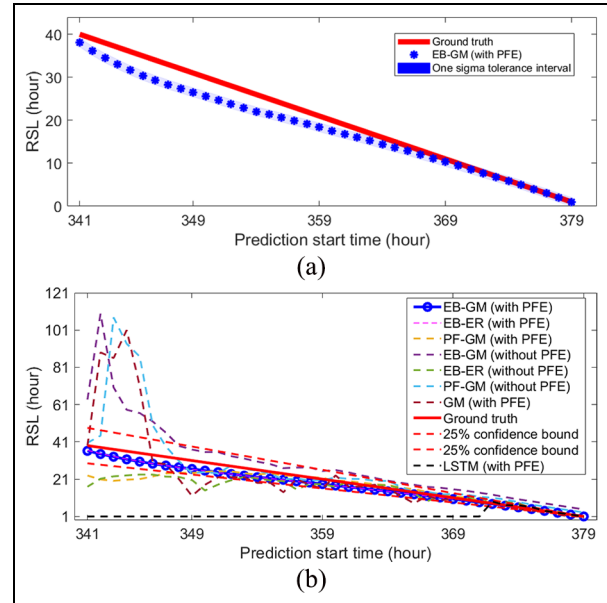 40
30
20
10
0
RSL (hour)
Ground truth
EB-GM (with PFE)
One sigma tolerance interval
341 349 359 369 379
Prediction start time (hour)
(a)
121
101
81
61
41
21
1
RSL (hour)
EB-GM (with PFE)
EB-ER (with PFE)
PF-GM (with PFE)
EB-GM (without PFE)
EB-ER (without PFE)
PF-GM (without PFE)
GM (with PFE)
Ground truth
25% confidence bound
25% confidence bound
LSTM (with PFE)
341 349 359 369 379
Prediction start time (hour)
(b)